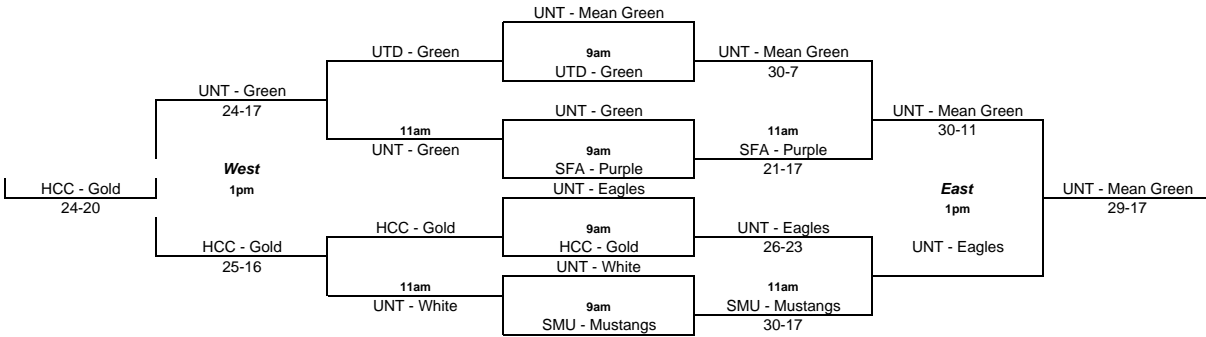 UNT - Mean Green
UTD - Green
9am
UNT - Mean Green
UTD - Green
30-7
UNT - Green
24-17
UNT - Green
UNT - Mean Green
11am
11am
30-11
UNT - Green
9am
SFA - Purple
West
SFA - Purple
21-17
East
HCC - Gold
1pm
UNT - Eagles
UNT - Mean Green
24-20
1pm
29-17
HCC - Gold
HCC - Gold
9am
UNT - Eagles
UNT - Eagles
HCC - Gold
26-23
25-16
UNT - White
11am
11am
UNT - White
9am
SMU - Mustangs
SMU - Mustangs
30-17